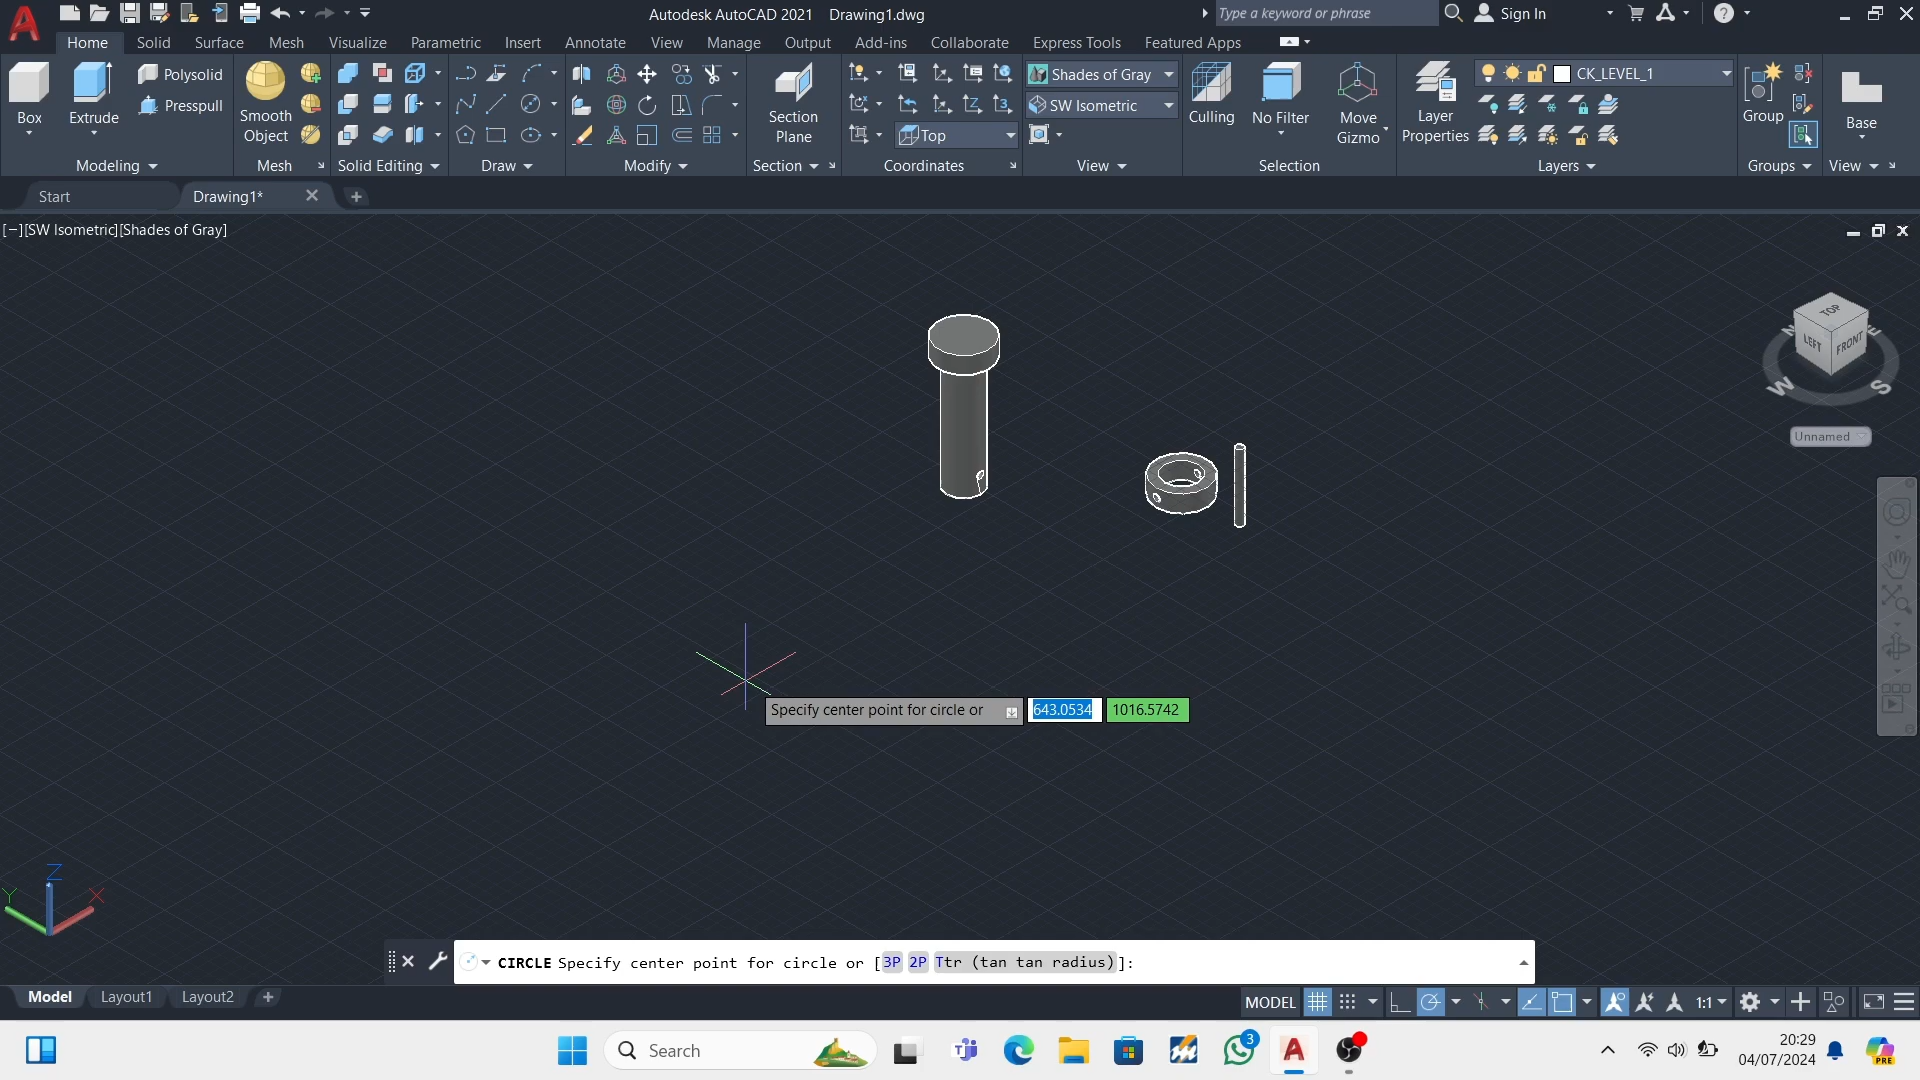 Autodesk AutoCAD 2021 Drawing1.dwg
Type a keyword or phrase
Sign In
Home Solid Surface Mesh Visualize Parametric Insert Annotate View Manage Output Add-ins Collaborate Express Tools Featured Apps
Box
Extrude
Polysolid
Presspull
Smooth
Object
Section
Plane
Shades of Gray
SW Isometric
Top
Culling
No Filter
Move
Gizmo
Layer
Properties
CK_LEVEL_1
Group
Base
Modeling
Mesh
Solid Editing
Draw
Modify
Section
Coordinates
View
Selection
Layers
Groups
View
Start
Drawing1*
[−][SW Isometric][Shades of Gray]
TOP
LEFT
FRONT
N
E
W
S
Unnamed
Specify center point for circle or
643.0534
1016.5742
Z
Y
X
CIRCLE Specify center point for circle or [3P 2P Ttr (tan tan radius)]:
Model
Layout1
Layout2
MODEL
1:1
Search
3
20:29
04/07/2024
PRE